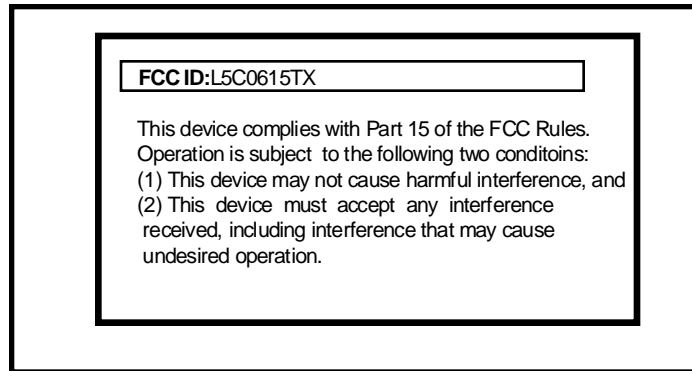 FCC ID:L5C0615TX
This device complies with Part 15 of the FCC Rules.
Operation is subject to the following two conditoins:
(1) This device may not cause harmful interference, and
(2) This device must accept any interference
received, including interference that may cause
undesired operation.